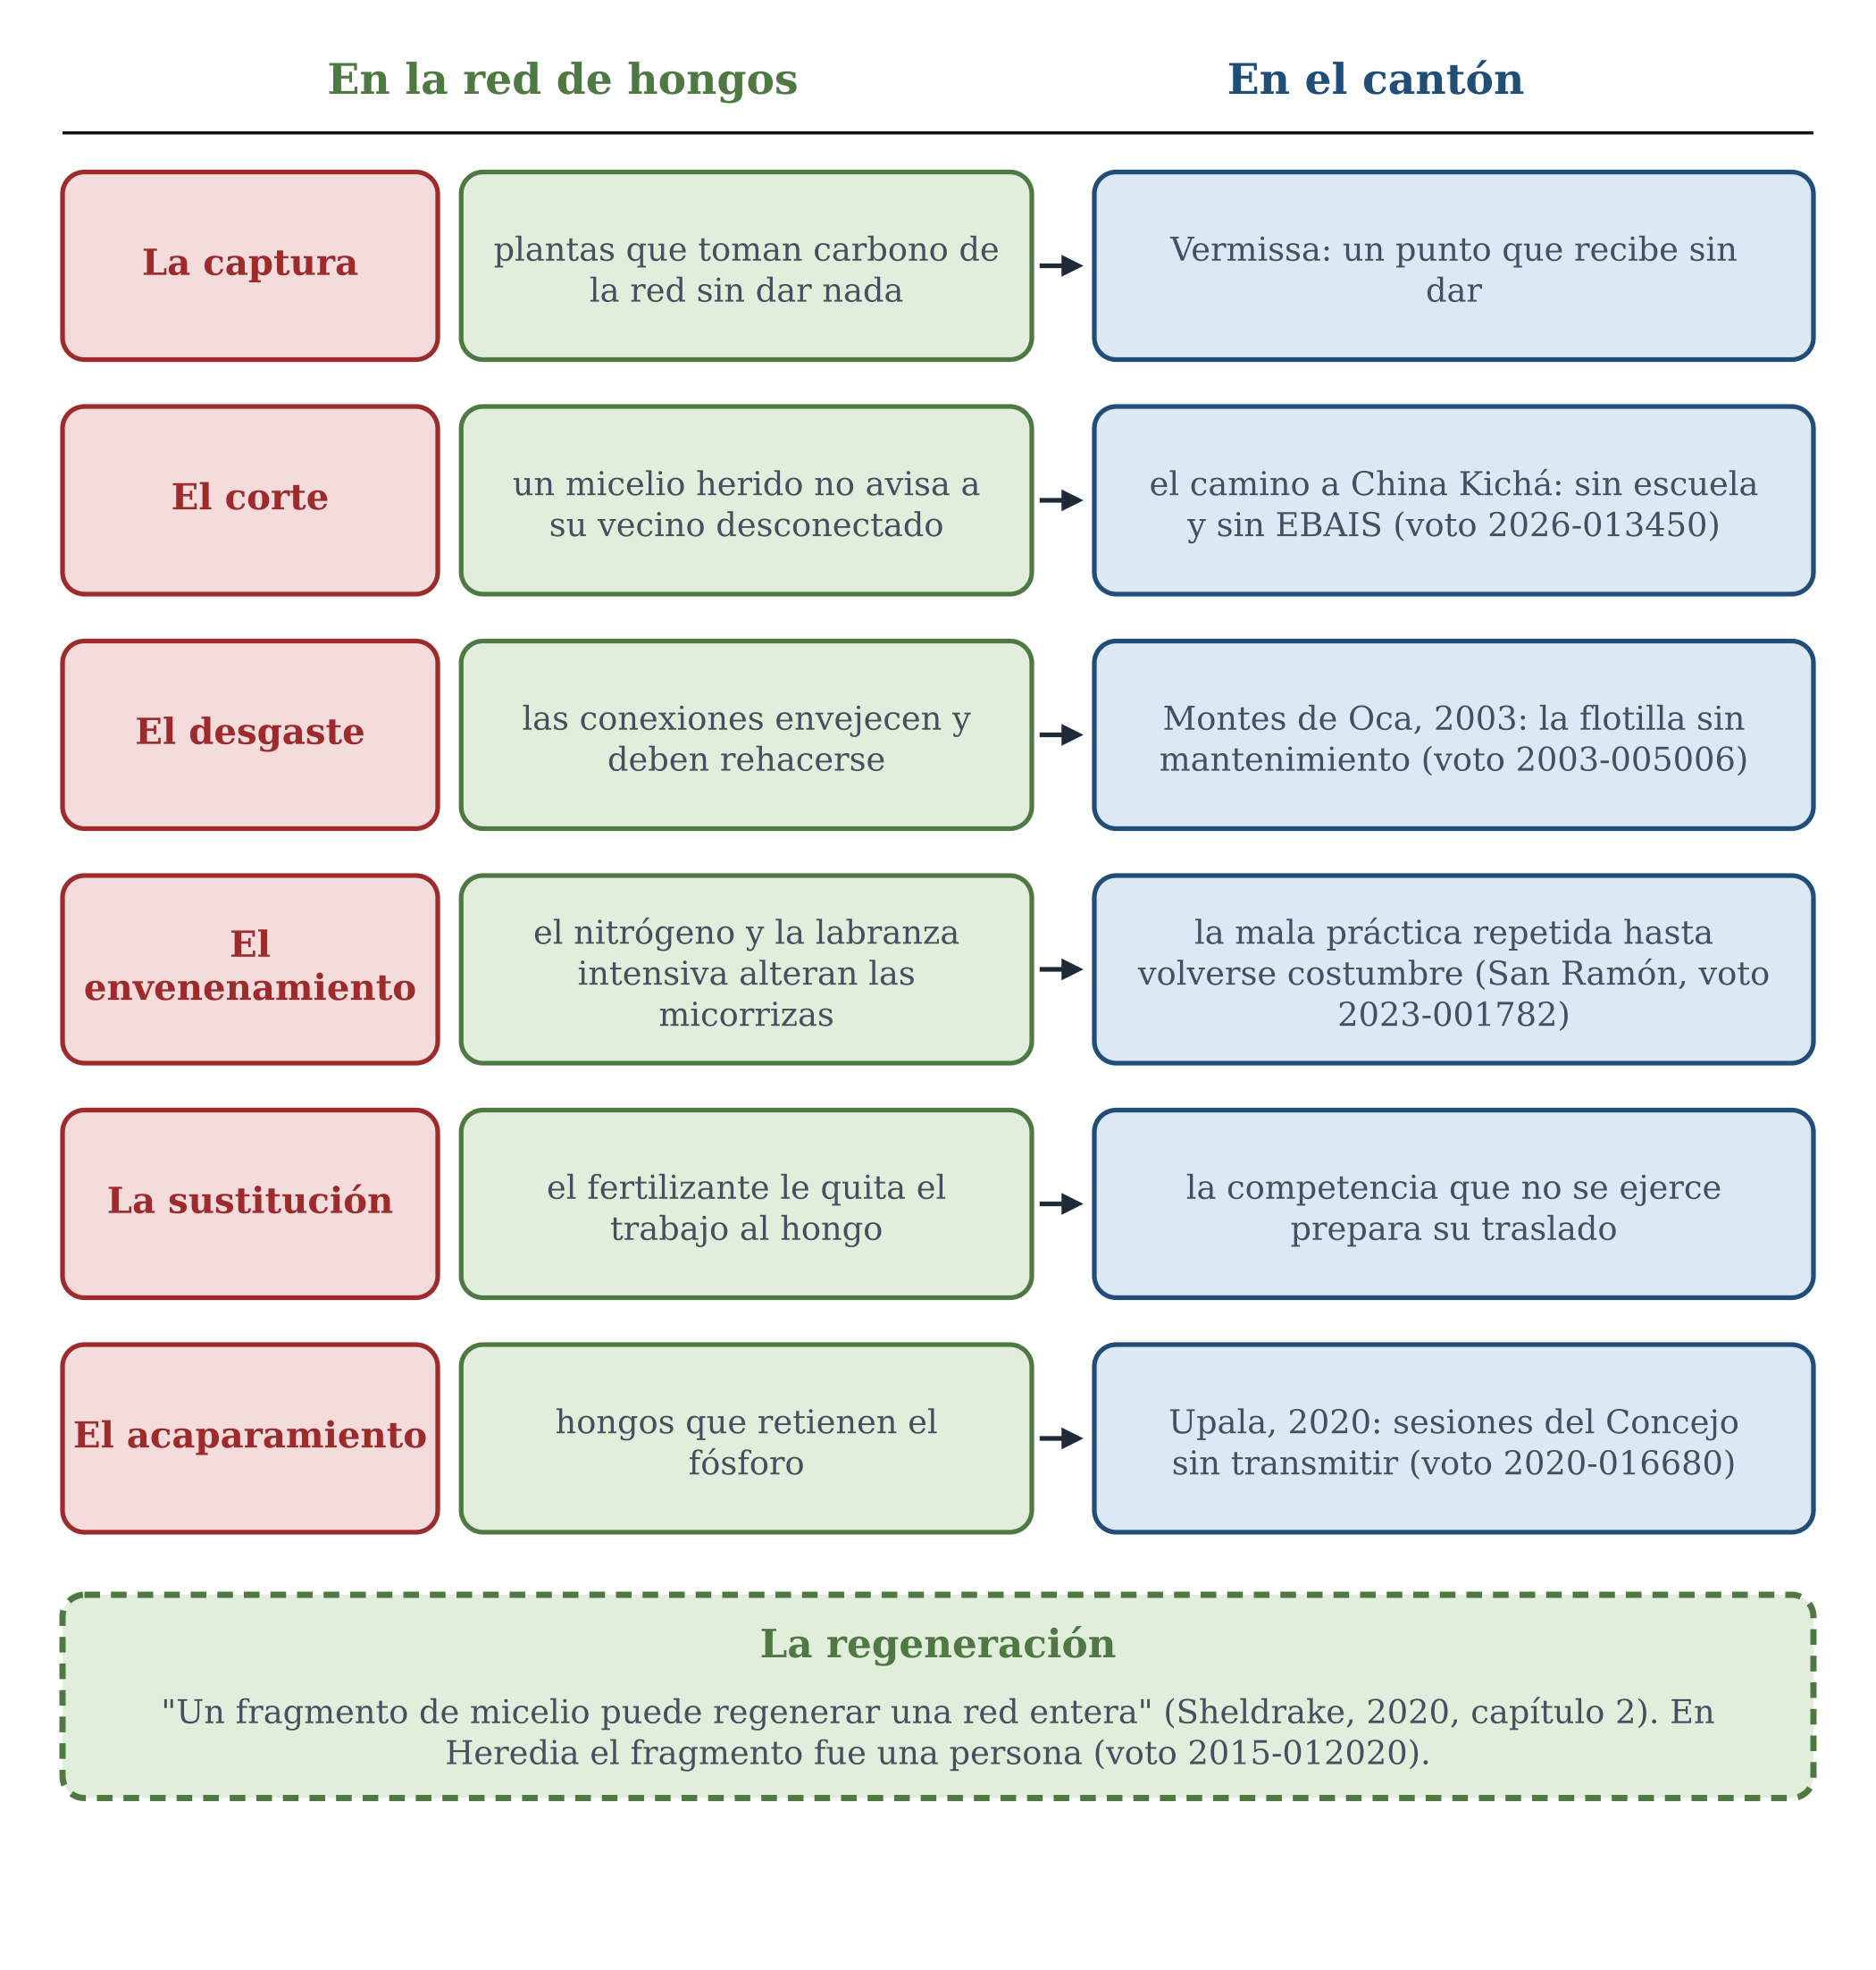 En la red de hongos
En el cantón
La captura
plantas que toman carbono de
la red sin dar nada
Vermissa: un punto que recibe sin
dar
El corte
un micelio herido no avisa a
su vecino desconectado
el camino a China Kichá: sin escuela
y sin EBAIS (voto 2026-013450)
El desgaste
las conexiones envejecen y
deben rehacerse
Montes de Oca, 2003: la flotilla sin
mantenimiento (voto 2003-005006)
El
envenenamiento
el nitrógeno y la labranza
intensiva alteran las
micorrizas
la mala práctica repetida hasta
volverse costumbre (San Ramón, voto
2023-001782)
La sustitución
el fertilizante le quita el
trabajo al hongo
la competencia que no se ejerce
prepara su traslado
El acaparamiento
hongos que retienen el
fósforo
Upala, 2020: sesiones del Concejo
sin transmitir (voto 2020-016680)
La regeneración
"Un fragmento de micelio puede regenerar una red entera" (Sheldrake, 2020, capítulo 2). En
Heredia el fragmento fue una persona (voto 2015-012020).